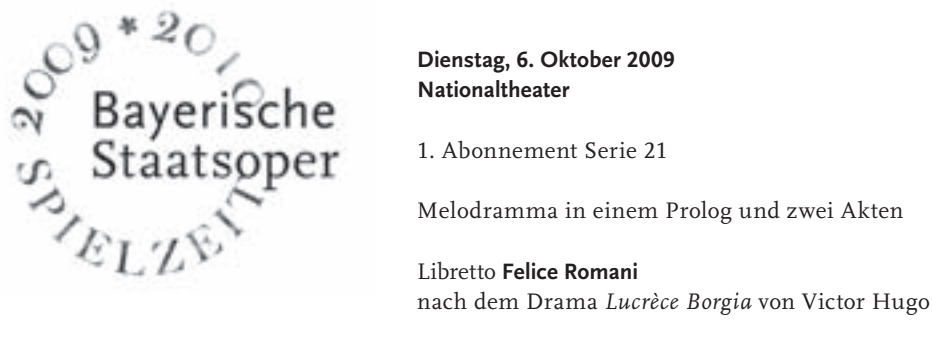 SPIELZEIT 2009 * 2010
Bayerische
Staatsoper
Dienstag, 6. Oktober 2009
Nationaltheater
1. Abonnement Serie 21
Melodramma in einem Prolog und zwei Akten
Libretto Felice Romani
nach dem Drama Lucrèce Borgia von Victor Hugo